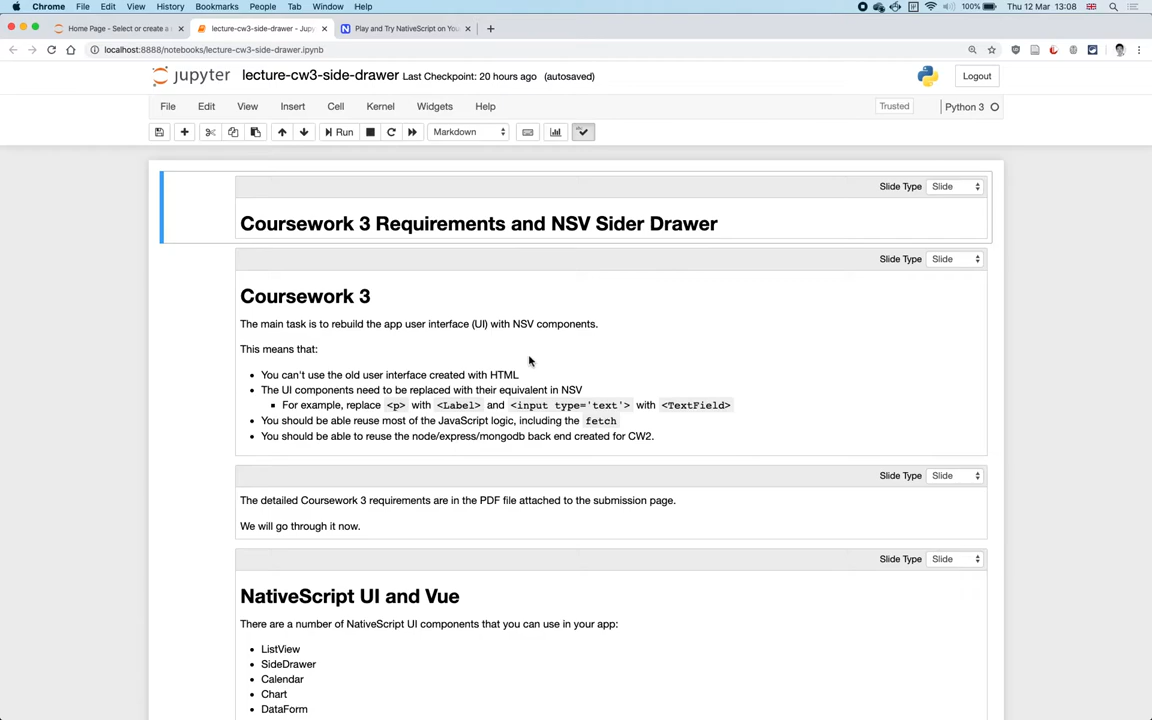 Chrome File Edit View History Bookmarks People Tab Window Help 100% Thu 12 Mar 13:08
Home Page - Select or create a lecture-cw3-side-drawer - Jupy Play and Try NativeScript on You
localhost:8888/notebooks/lecture-cw3-side-drawer.ipynb
jupyter lecture-cw3-side-drawer Last Checkpoint: 20 hours ago (autosaved) Logout
File Edit View Insert Cell Kernel Widgets Help Trusted Python 3
Run Markdown
Slide Type Slide
Coursework 3 Requirements and NSV Sider Drawer
Slide Type Slide
Coursework 3
The main task is to rebuild the app user interface (UI) with NSV components.
This means that:
• You can't use the old user interface created with HTML
• The UI components need to be replaced with their equivalent in NSV
▪ For example, replace <p> with <Label> and <input type='text'> with <TextField>
• You should be able reuse most of the JavaScript logic, including the fetch
• You should be able to reuse the node/express/mongodb back end created for CW2.
Slide Type Slide
The detailed Coursework 3 requirements are in the PDF file attached to the submission page.
We will go through it now.
Slide Type Slide
NativeScript UI and Vue
There are a number of NativeScript UI components that you can use in your app:
• ListView
• SideDrawer
• Calendar
• Chart
• DataForm